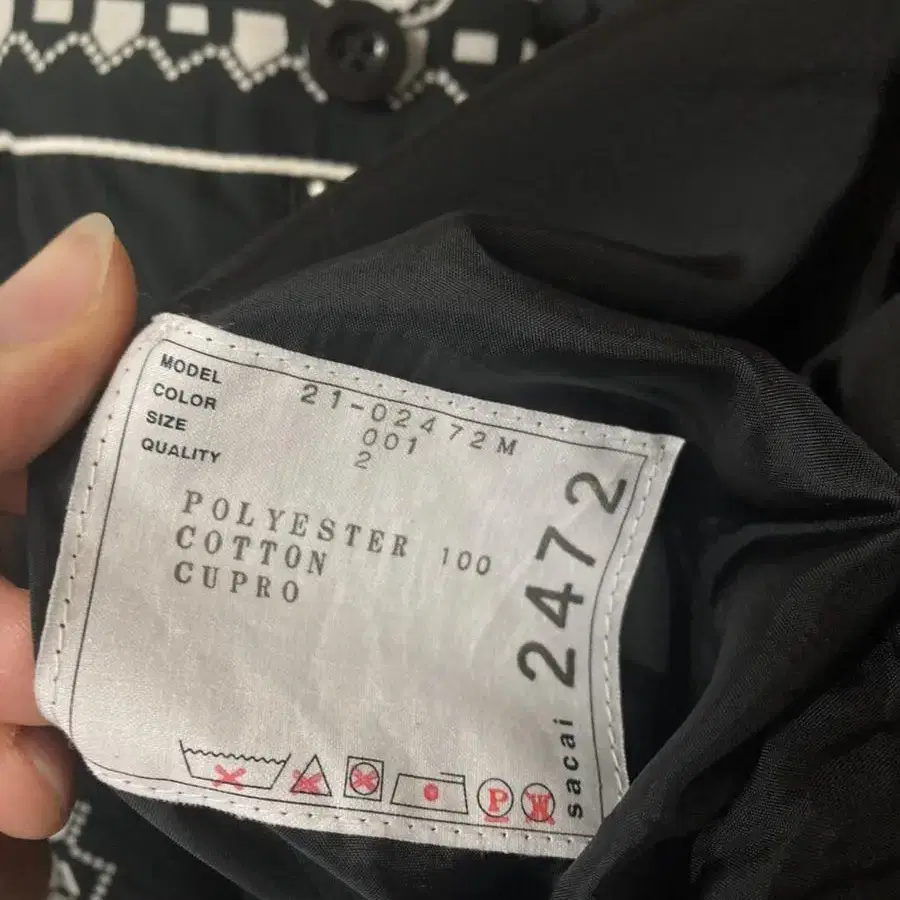 MODEL 21-02472M
COLOR 001
SIZE 2
QUALITY
POLYESTER 100
COTTON
CUPRO
sacai 2472
P
W